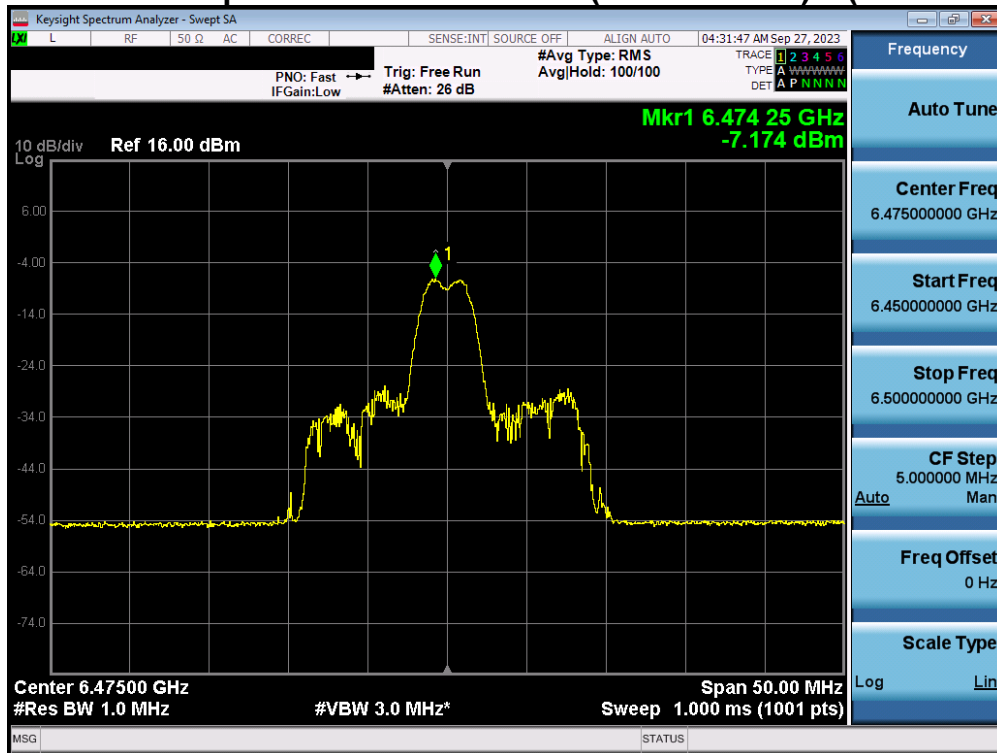 Keysight Spectrum Analyzer - Swept SA
LXI L RF 50 Ω AC CORREC SENSE:INT SOURCE OFF ALIGN AUTO 04:31:47 AM Sep 27, 2023
#Avg Type: RMS TRACE 1 2 3 4 5 6
PNO: Fast Trig: Free Run Avg|Hold: 100/100 TYPE A WWWWW
IFGain:Low #Atten: 26 dB DET A P N N N N
Mkr1 6.474 25 GHz
-7.174 dBm
10 dB/div Ref 16.00 dBm
Log
1
6.00
-4.00
-14.0
-24.0
-34.0
-44.0
-54.0
-64.0
-74.0
Center 6.47500 GHz Span 50.00 MHz
#Res BW 1.0 MHz #VBW 3.0 MHz* Sweep 1.000 ms (1001 pts)
MSG STATUS
Frequency
Auto Tune
Center Freq
6.475000000 GHz
Start Freq
6.450000000 GHz
Stop Freq
6.500000000 GHz
CF Step
5.000000 MHz
Auto Man
Freq Offset
0 Hz
Scale Type
Log Lin